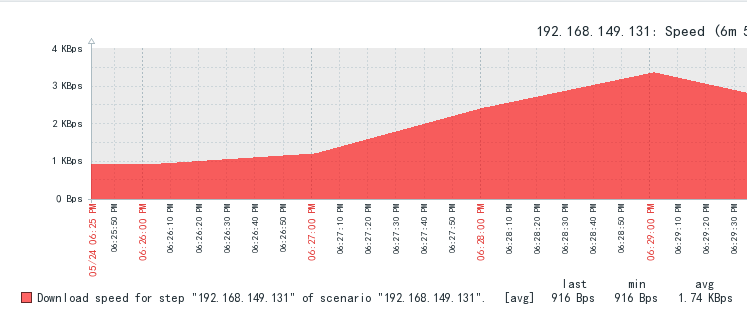 192.168.149.131: Speed (6m
4 KBps
3 KBps
2 KBps
1 KBps
0 Bps
05/24 06:25 PM
06:25:50 PM
06:26:00 PM
06:26:10 PM
06:26:20 PM
06:26:30 PM
06:26:40 PM
06:26:50 PM
06:27:00 PM
06:27:10 PM
06:27:20 PM
06:27:30 PM
06:27:40 PM
06:27:50 PM
06:28:00 PM
06:28:10 PM
06:28:20 PM
06:28:30 PM
06:28:40 PM
06:28:50 PM
06:29:00 PM
06:29:10 PM
06:29:20 PM
06:29:30 PM
last min avg
Download speed for step "192.168.149.131" of scenario "192.168.149.131". [avg] 916 Bps 916 Bps 1.74 KBps